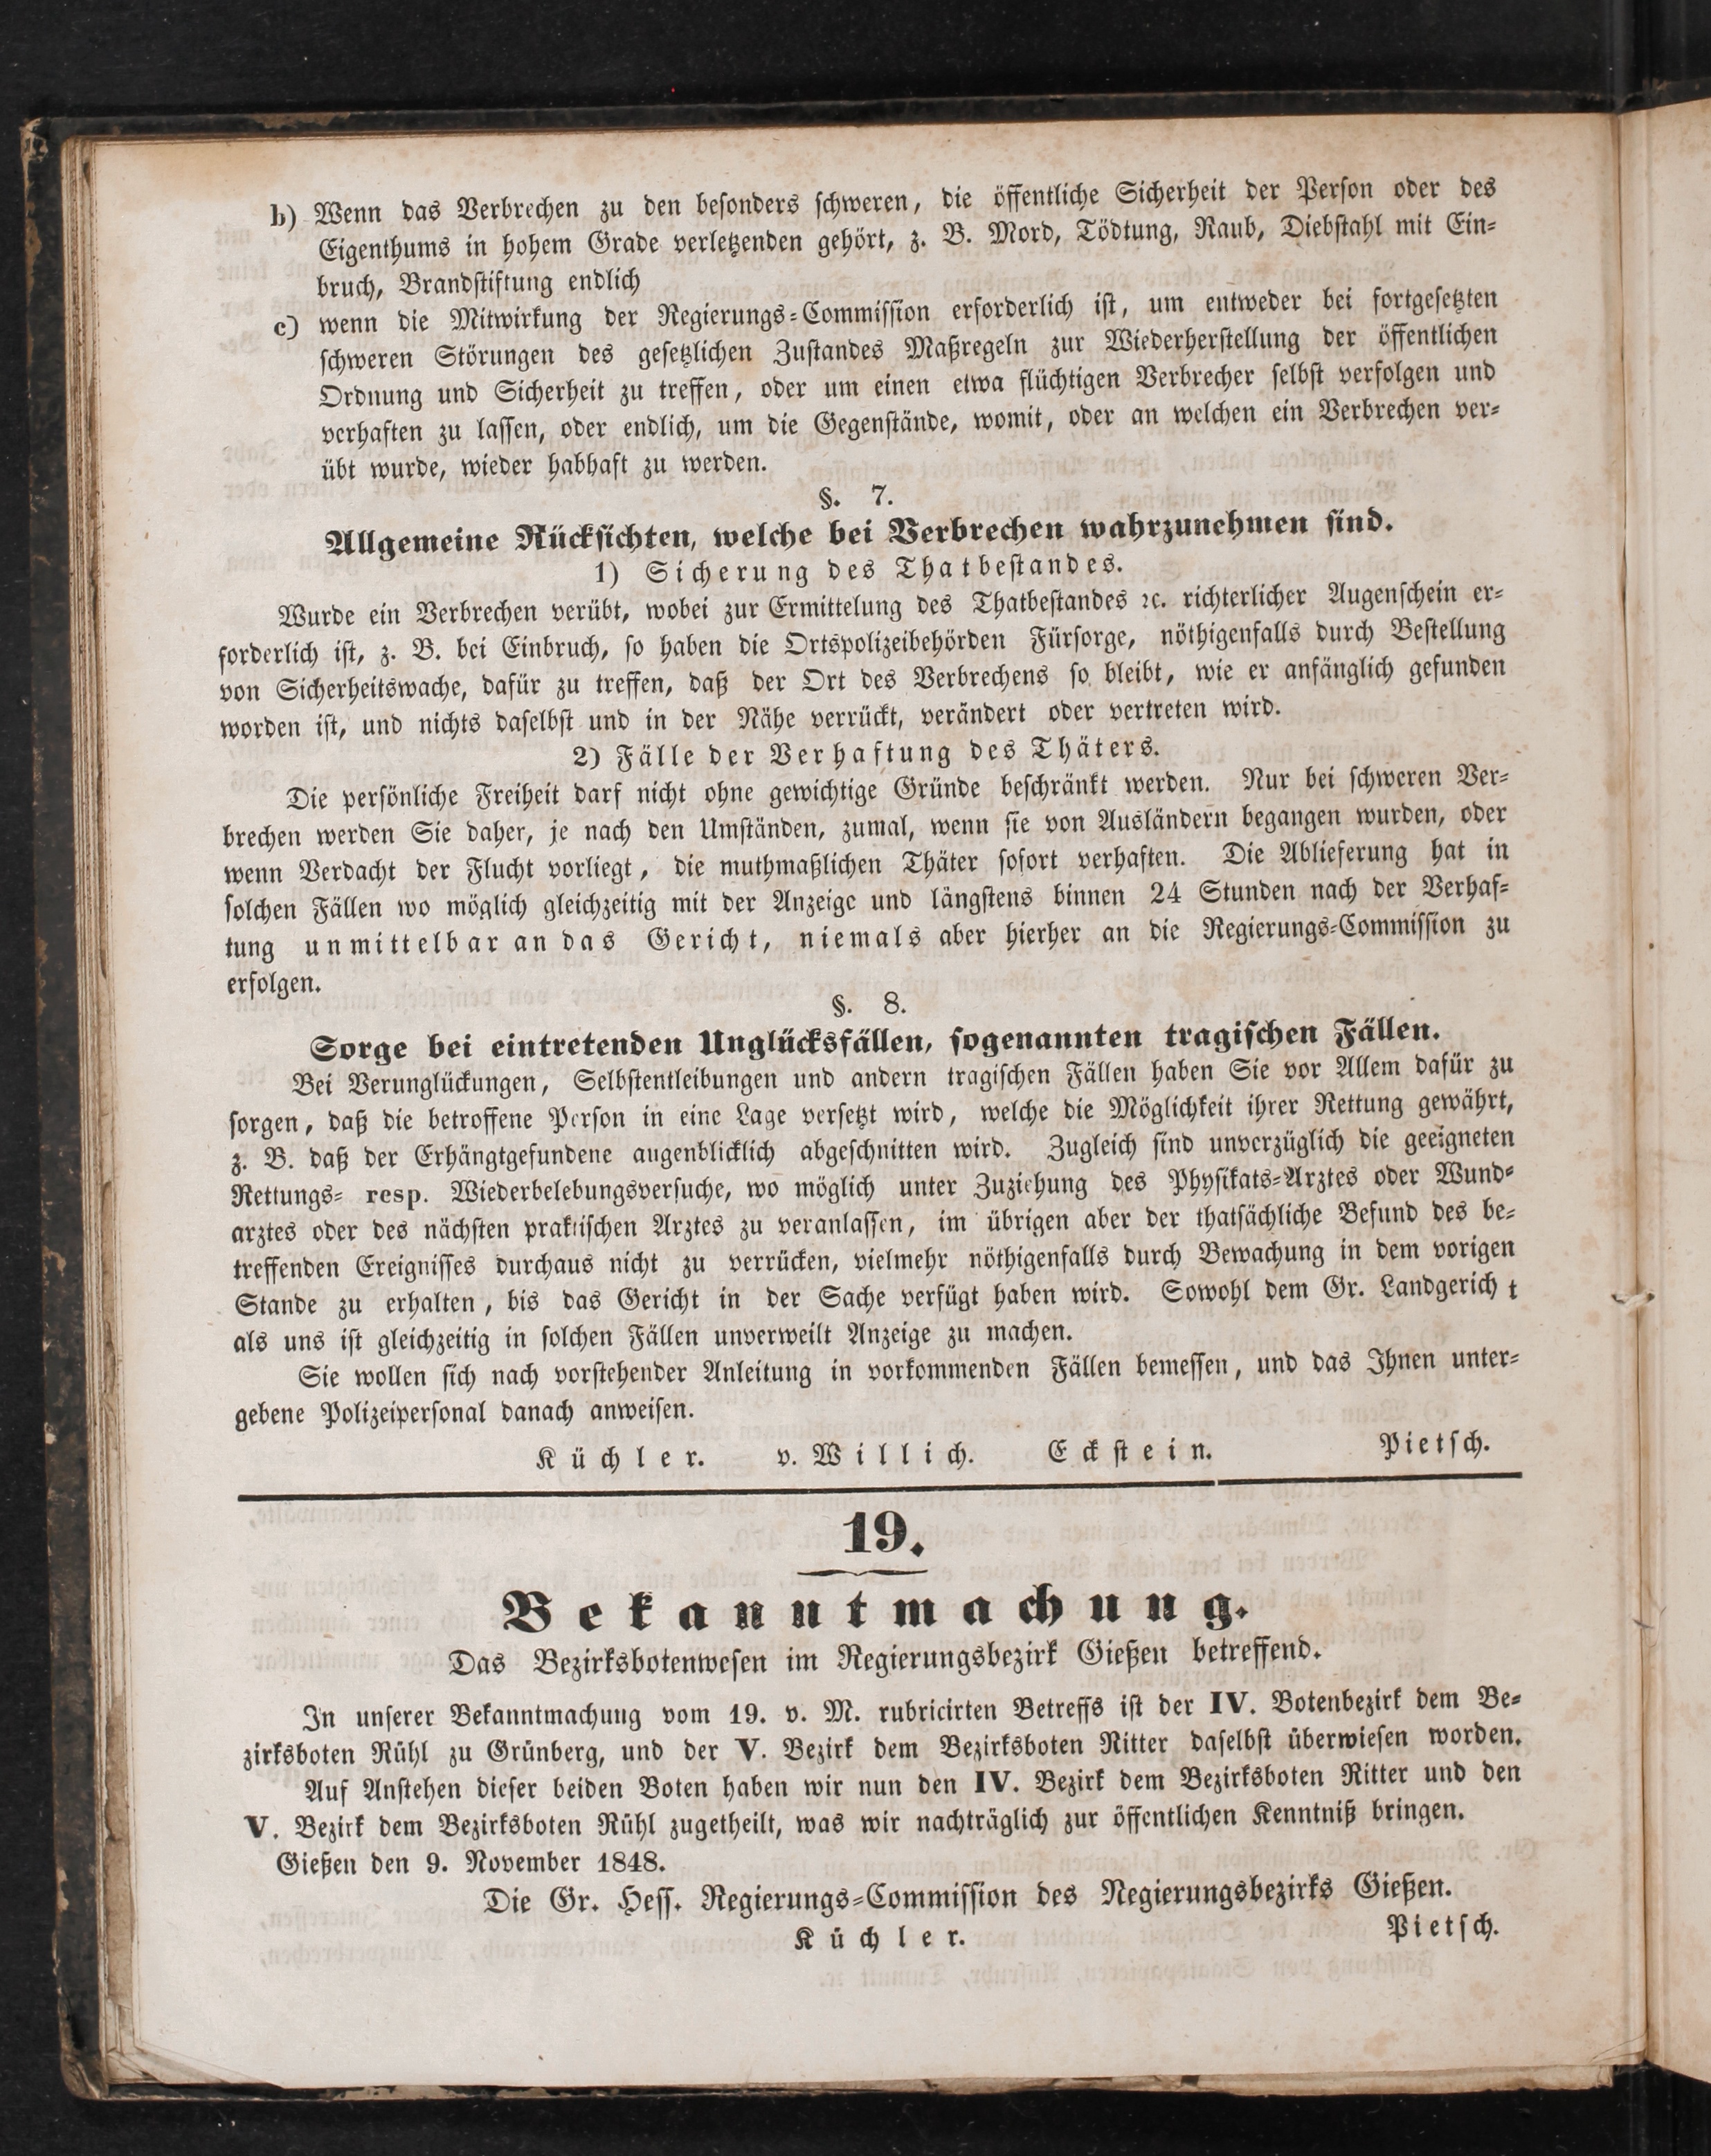 b) Wenn das Verbrechen zu den besonders schweren, die öffentliche Sicherheit der Person oder des
Eigenthums in hohem Grade verletzenden gehört, z. B. Mord, Tödtung, Raub, Diebstahl mit Ein-
bruch, Brandstiftung endlich
c) wenn die Mitwirkung der Regierungs-Commission erforderlich ist, um entweder bei fortgesetzten
schweren Störungen des gesetzlichen Zustandes Maßregeln zur Wiederherstellung der öffentlichen
Ordnung und Sicherheit zu treffen, oder um einen etwa flüchtigen Verbrecher selbst verfolgen und
verhaften zu lassen, oder endlich, um die Gegenstände, womit, oder an welchen ein Verbrechen ver-
übt wurde, wieder habhaft zu werden.
§. 7.
Allgemeine Rücksichten, welche bei Verbrechen wahrzunehmen sind.
1) Sicherung des Thatbestandes.
Wurde ein Verbrechen verübt, wobei zur Ermittelung des Thatbestandes ꝛc. richterlicher Augenschein er-
forderlich ist, z. B. bei Einbruch, so haben die Ortspolizeibehörden Fürsorge, nöthigenfalls durch Bestellung
von Sicherheitswache, dafür zu treffen, daß der Ort des Verbrechens so bleibt, wie er anfänglich gefunden
worden ist, und nichts daselbst und in der Nähe verrückt, verändert oder vertreten wird.
2) Fälle der Verhaftung des Thäters.
Die persönliche Freiheit darf nicht ohne gewichtige Gründe beschränkt werden. Nur bei schweren Ver-
brechen werden Sie daher, je nach den Umständen, zumal, wenn sie von Ausländern begangen wurden, oder
wenn Verdacht der Flucht vorliegt, die muthmaßlichen Thäter sofort verhaften. Die Ablieferung hat in
solchen Fällen wo möglich gleichzeitig mit der Anzeige und längstens binnen 24 Stunden nach der Verhaf-
tung unmittelbar an das Gericht, niemals aber hierher an die Regierungs-Commission zu
erfolgen.
§. 8.
Sorge bei eintretenden Unglücksfällen, sogenannten tragischen Fällen.
Bei Verunglückungen, Selbstentleibungen und andern tragischen Fällen haben Sie vor Allem dafür zu
sorgen, daß die betroffene Person in eine Lage versetzt wird, welche die Möglichkeit ihrer Rettung gewährt,
z. B. daß der Erhängtgefundene augenblicklich abgeschnitten wird. Zugleich sind unverzüglich die geeigneten
Rettungs- resp. Wiederbelebungsversuche, wo möglich unter Zuziehung des Physikats-Arztes oder Wund-
arztes oder des nächsten praktischen Arztes zu veranlassen, im übrigen aber der thatsächliche Befund des be-
treffenden Ereignisses durchaus nicht zu verrücken, vielmehr nöthigenfalls durch Bewachung in dem vorigen
Stande zu erhalten, bis das Gericht in der Sache verfügt haben wird. Sowohl dem Gr. Landgericht
als uns ist gleichzeitig in solchen Fällen unverweilt Anzeige zu machen.
Sie wollen sich nach vorstehender Anleitung in vorkommenden Fällen bemessen, und das Ihnen unter-
gebene Polizeipersonal danach anweisen.
Küchler. v. Willich. Eckstein. Pietsch.
19.
Bekanntmachung.
Das Bezirksbotenwesen im Regierungsbezirk Gießen betreffend.
In unserer Bekanntmachung vom 19. v. M. rubricirten Betreffs ist der IV. Botenbezirk dem Be-
zirksboten Rühl zu Grünberg, und der V. Bezirk dem Bezirksboten Ritter daselbst überwiesen worden.
Auf Anstehen dieser beiden Boten haben wir nun den IV. Bezirk dem Bezirksboten Ritter und den
V. Bezirk dem Bezirksboten Rühl zugetheilt, was wir nachträglich zur öffentlichen Kenntniß bringen.
Gießen den 9. November 1848.
Die Gr. Hess. Regierungs-Commission des Regierungsbezirks Gießen.
Küchler. Pietsch.